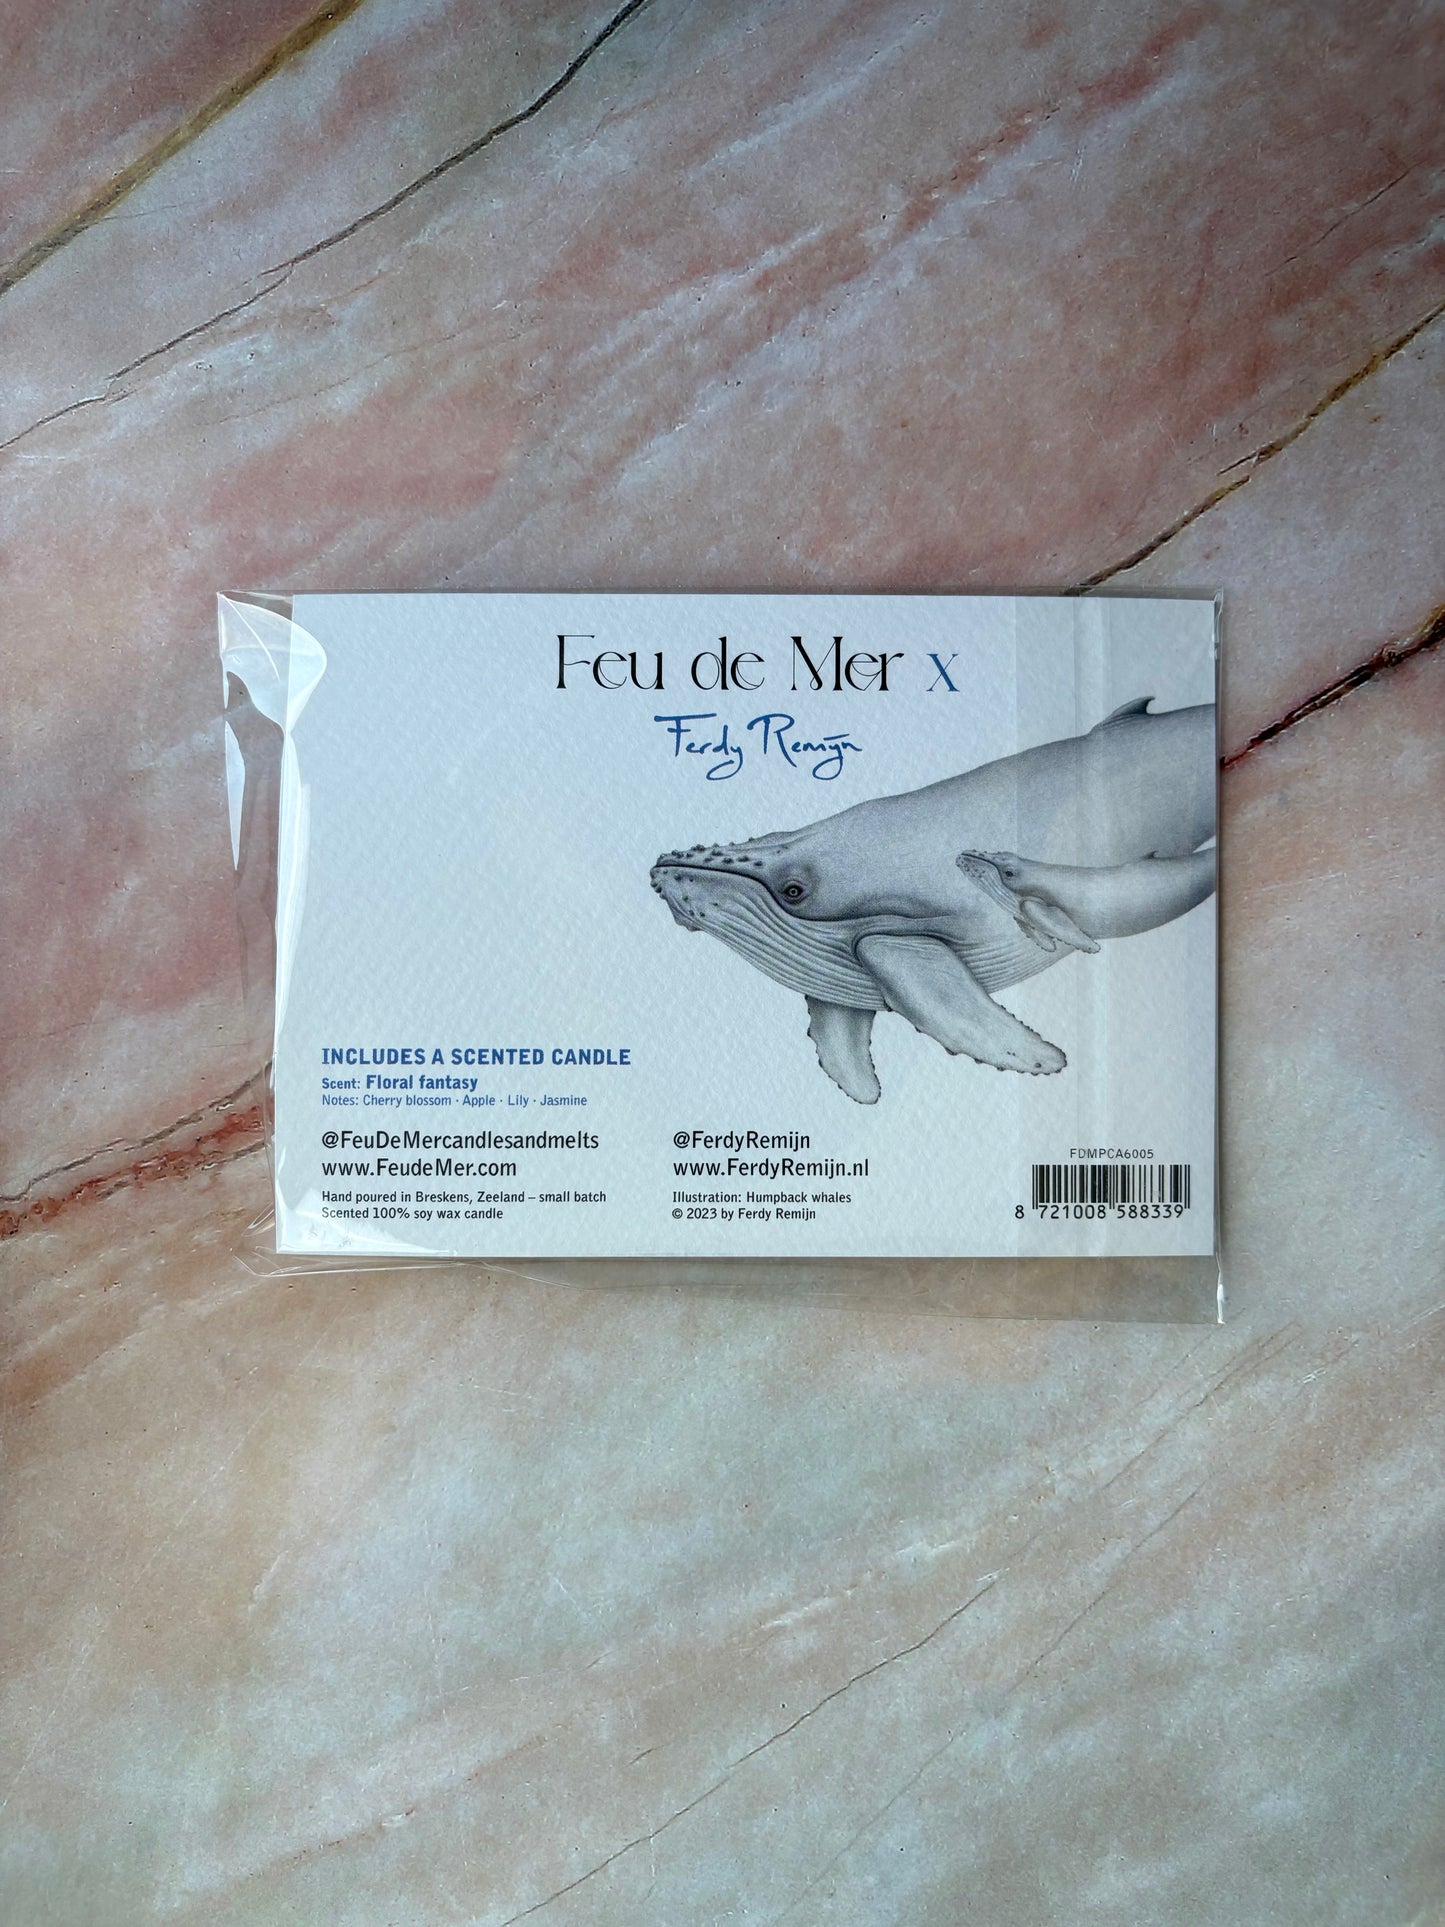 Feu de Mer x
Ferdy Remijn
INCLUDES A SCENTED CANDLE
Scent: Floral fantasy
Notes: Cherry blossom · Apple · Lily · Jasmine
@FeuDeMercandlesandmelts
www.FeudeMer.com
Hand poured in Breskens, Zeeland – small batch
Scented 100% soy wax candle
@FerdyRemijn
www.FerdyRemijn.nl
Illustration: Humpback whales
© 2023 by Ferdy Remijn
FDMPCA6005
8 721008 588339